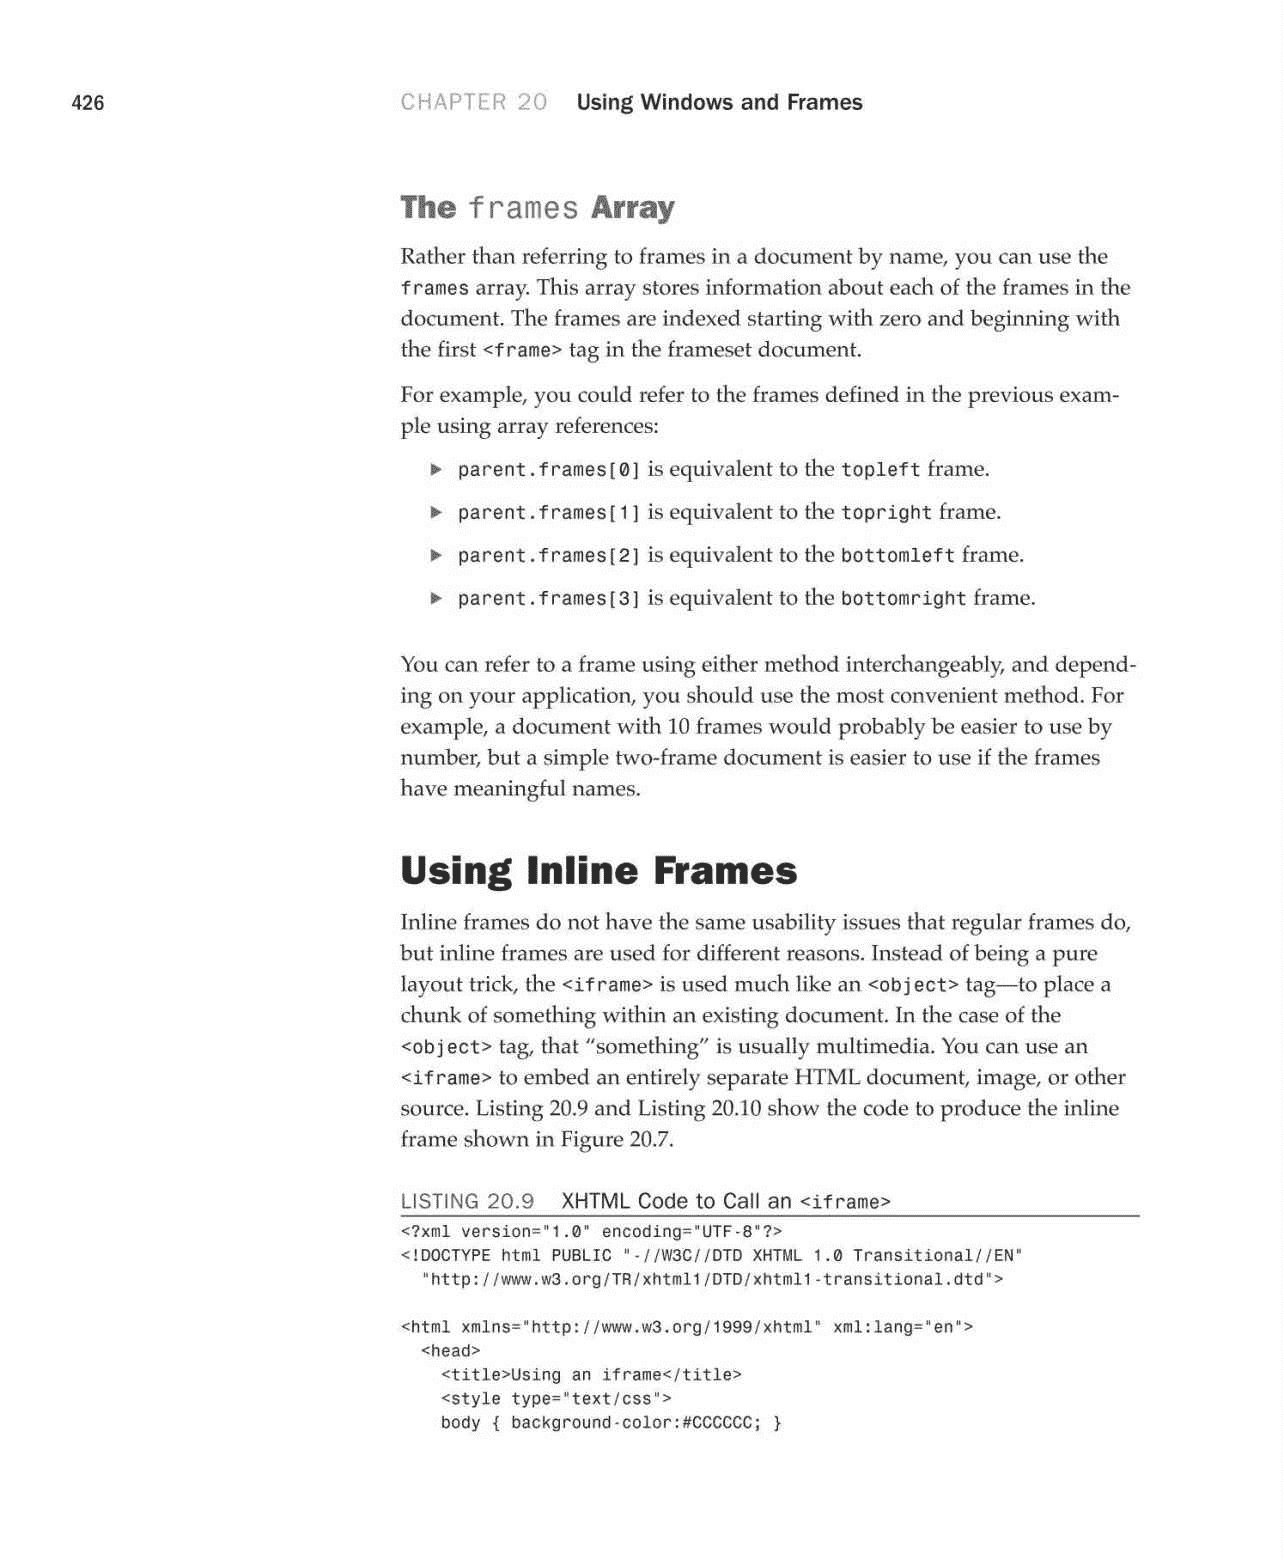 426
CHAPTER 20 Using Windows and Frames
The frames Array
Rather than referring to frames in a document by name, you can use the
frames array. This array stores information about each of the frames in the
document. The frames are indexed starting with zero and beginning with
the first <frame> tag in the frameset document.
For example, you could refer to the frames defined in the previous exam-
ple using array references:
▶ parent.frames[0] is equivalent to the topleft frame.
▶ parent.frames[1] is equivalent to the topright frame.
▶ parent.frames[2] is equivalent to the bottomleft frame.
▶ parent.frames[3] is equivalent to the bottomright frame.
You can refer to a frame using either method interchangeably, and depend-
ing on your application, you should use the most convenient method. For
example, a document with 10 frames would probably be easier to use by
number, but a simple two-frame document is easier to use if the frames
have meaningful names.
Using Inline Frames
Inline frames do not have the same usability issues that regular frames do,
but inline frames are used for different reasons. Instead of being a pure
layout trick, the <iframe> is used much like an <object> tag—to place a
chunk of something within an existing document. In the case of the
<object> tag, that “something” is usually multimedia. You can use an
<iframe> to embed an entirely separate HTML document, image, or other
source. Listing 20.9 and Listing 20.10 show the code to produce the inline
frame shown in Figure 20.7.
LISTING 20.9 XHTML Code to Call an <iframe>
<?xml version="1.0" encoding="UTF-8"?>
<!DOCTYPE html PUBLIC "-//W3C//DTD XHTML 1.0 Transitional//EN"
"http://www.w3.org/TR/xhtml1/DTD/xhtml1-transitional.dtd">
<html xmlns="http://www.w3.org/1999/xhtml" xml:lang="en">
<head>
<title>Using an iframe</title>
<style type="text/css">
body { background-color:#CCCCCC; }